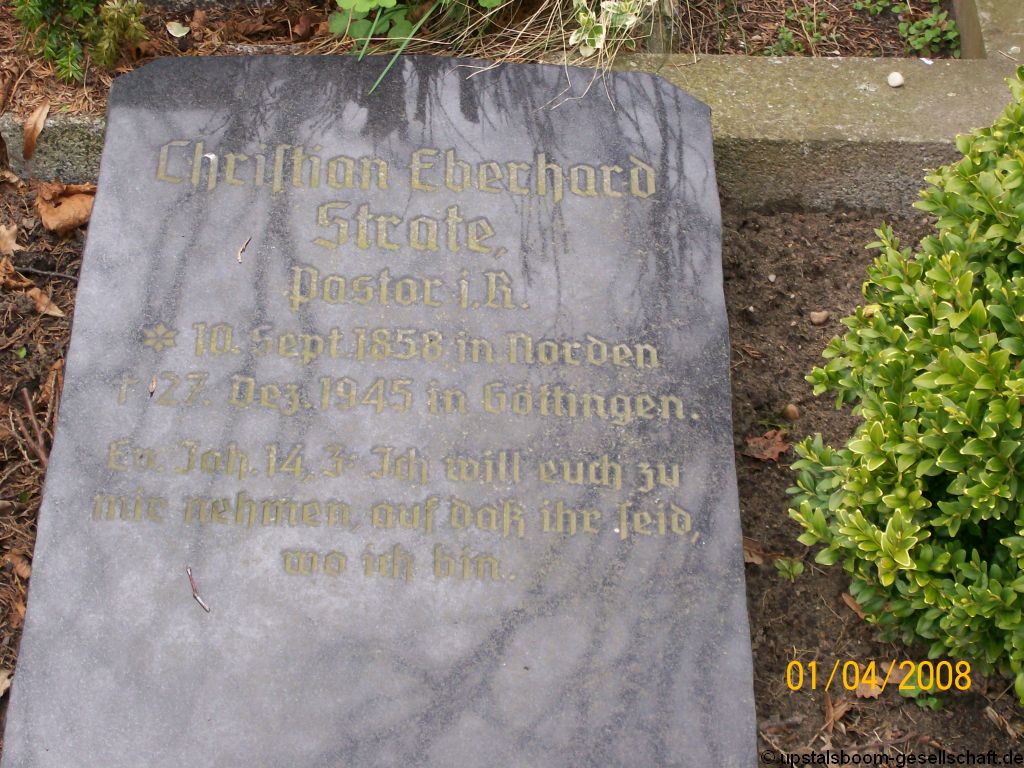 Christian Eberhard
Strate,
Pastor i. R.
* 10. Sept. 1858 in Norden
† 27. Dez. 1945 in Göttingen.
Ev. Joh. 14, 3: Ich will euch zu
mir nehmen, auf daß ihr seid,
wo ich bin.
01/04/2008
© upstalsboom-gesellschaft.de